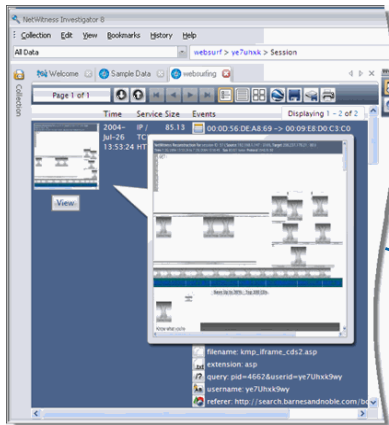 NetWitness Investigator 8
Collection Edit View Bookmarks History Help
All Data
websurf > ye7uhxk > Session
Welcome
Sample Data
websurfing
Collection
Page 1 of 1
Time Service Size Events
Displaying 1 - 2 of 2
2004-
Jul-26
13:53:24
IP /
TC
HT
85.13
00:0D:56:DE:A8:69 -> 00:09:E8:D0:C3:C0
View
filename: kmp_iframe_cds2.asp
extension: asp
query: pid=4662&userid=ye7Uhxk9wy
username: ye7Uhxk9wy
referer: http://search.barnesandnoble.com/bo